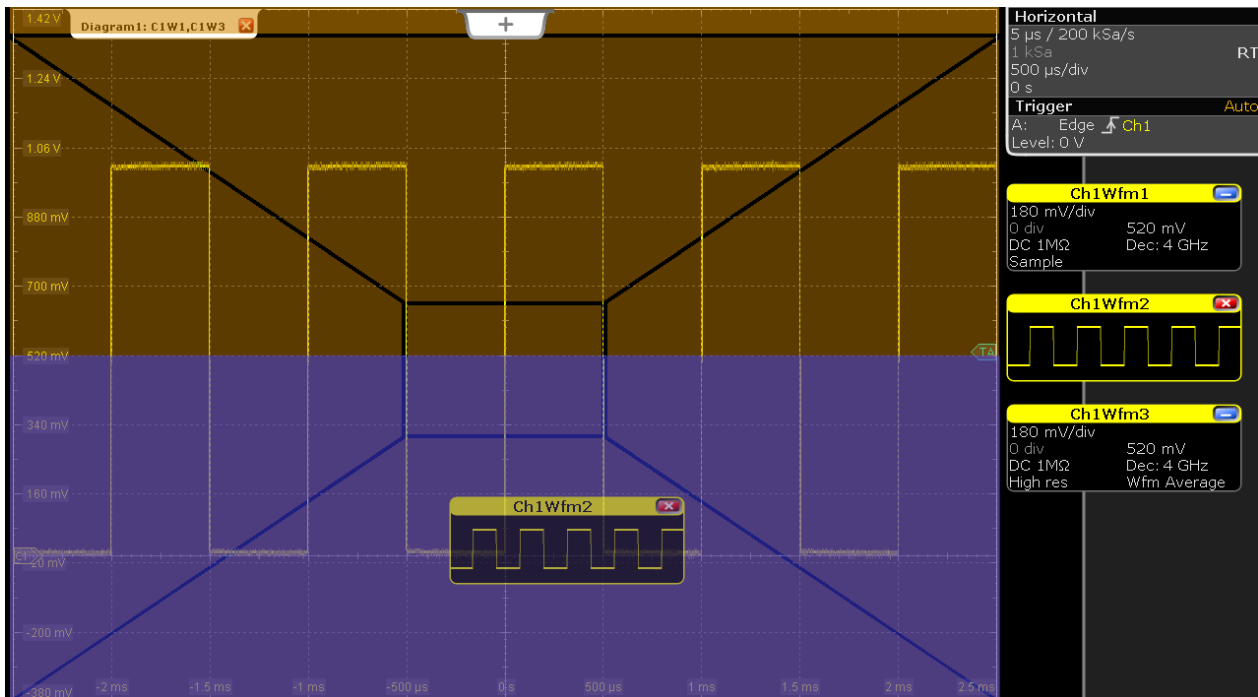 1.42 V
Diagram1: C1W1,C1W3
1.24 V
1.06 V
880 mV
700 mV
520 mV
340 mV
160 mV
-20 mV
-200 mV
-380 mV
C1
TA
Ch1Wfm2
-2 ms
-1.5 ms
-1 ms
-500 µs
0 s
500 µs
1 ms
1.5 ms
2 ms
2.5 ms
Horizontal
5 µs / 200 kSa/s
1 kSa RT
500 µs/div
0 s
Trigger Auto
A: Edge Ch1
Level: 0 V
Ch1Wfm1
180 mV/div
0 div 520 mV
DC 1MΩ Dec: 4 GHz
Sample
Ch1Wfm2
Ch1Wfm3
180 mV/div
0 div 520 mV
DC 1MΩ Dec: 4 GHz
High res Wfm Average